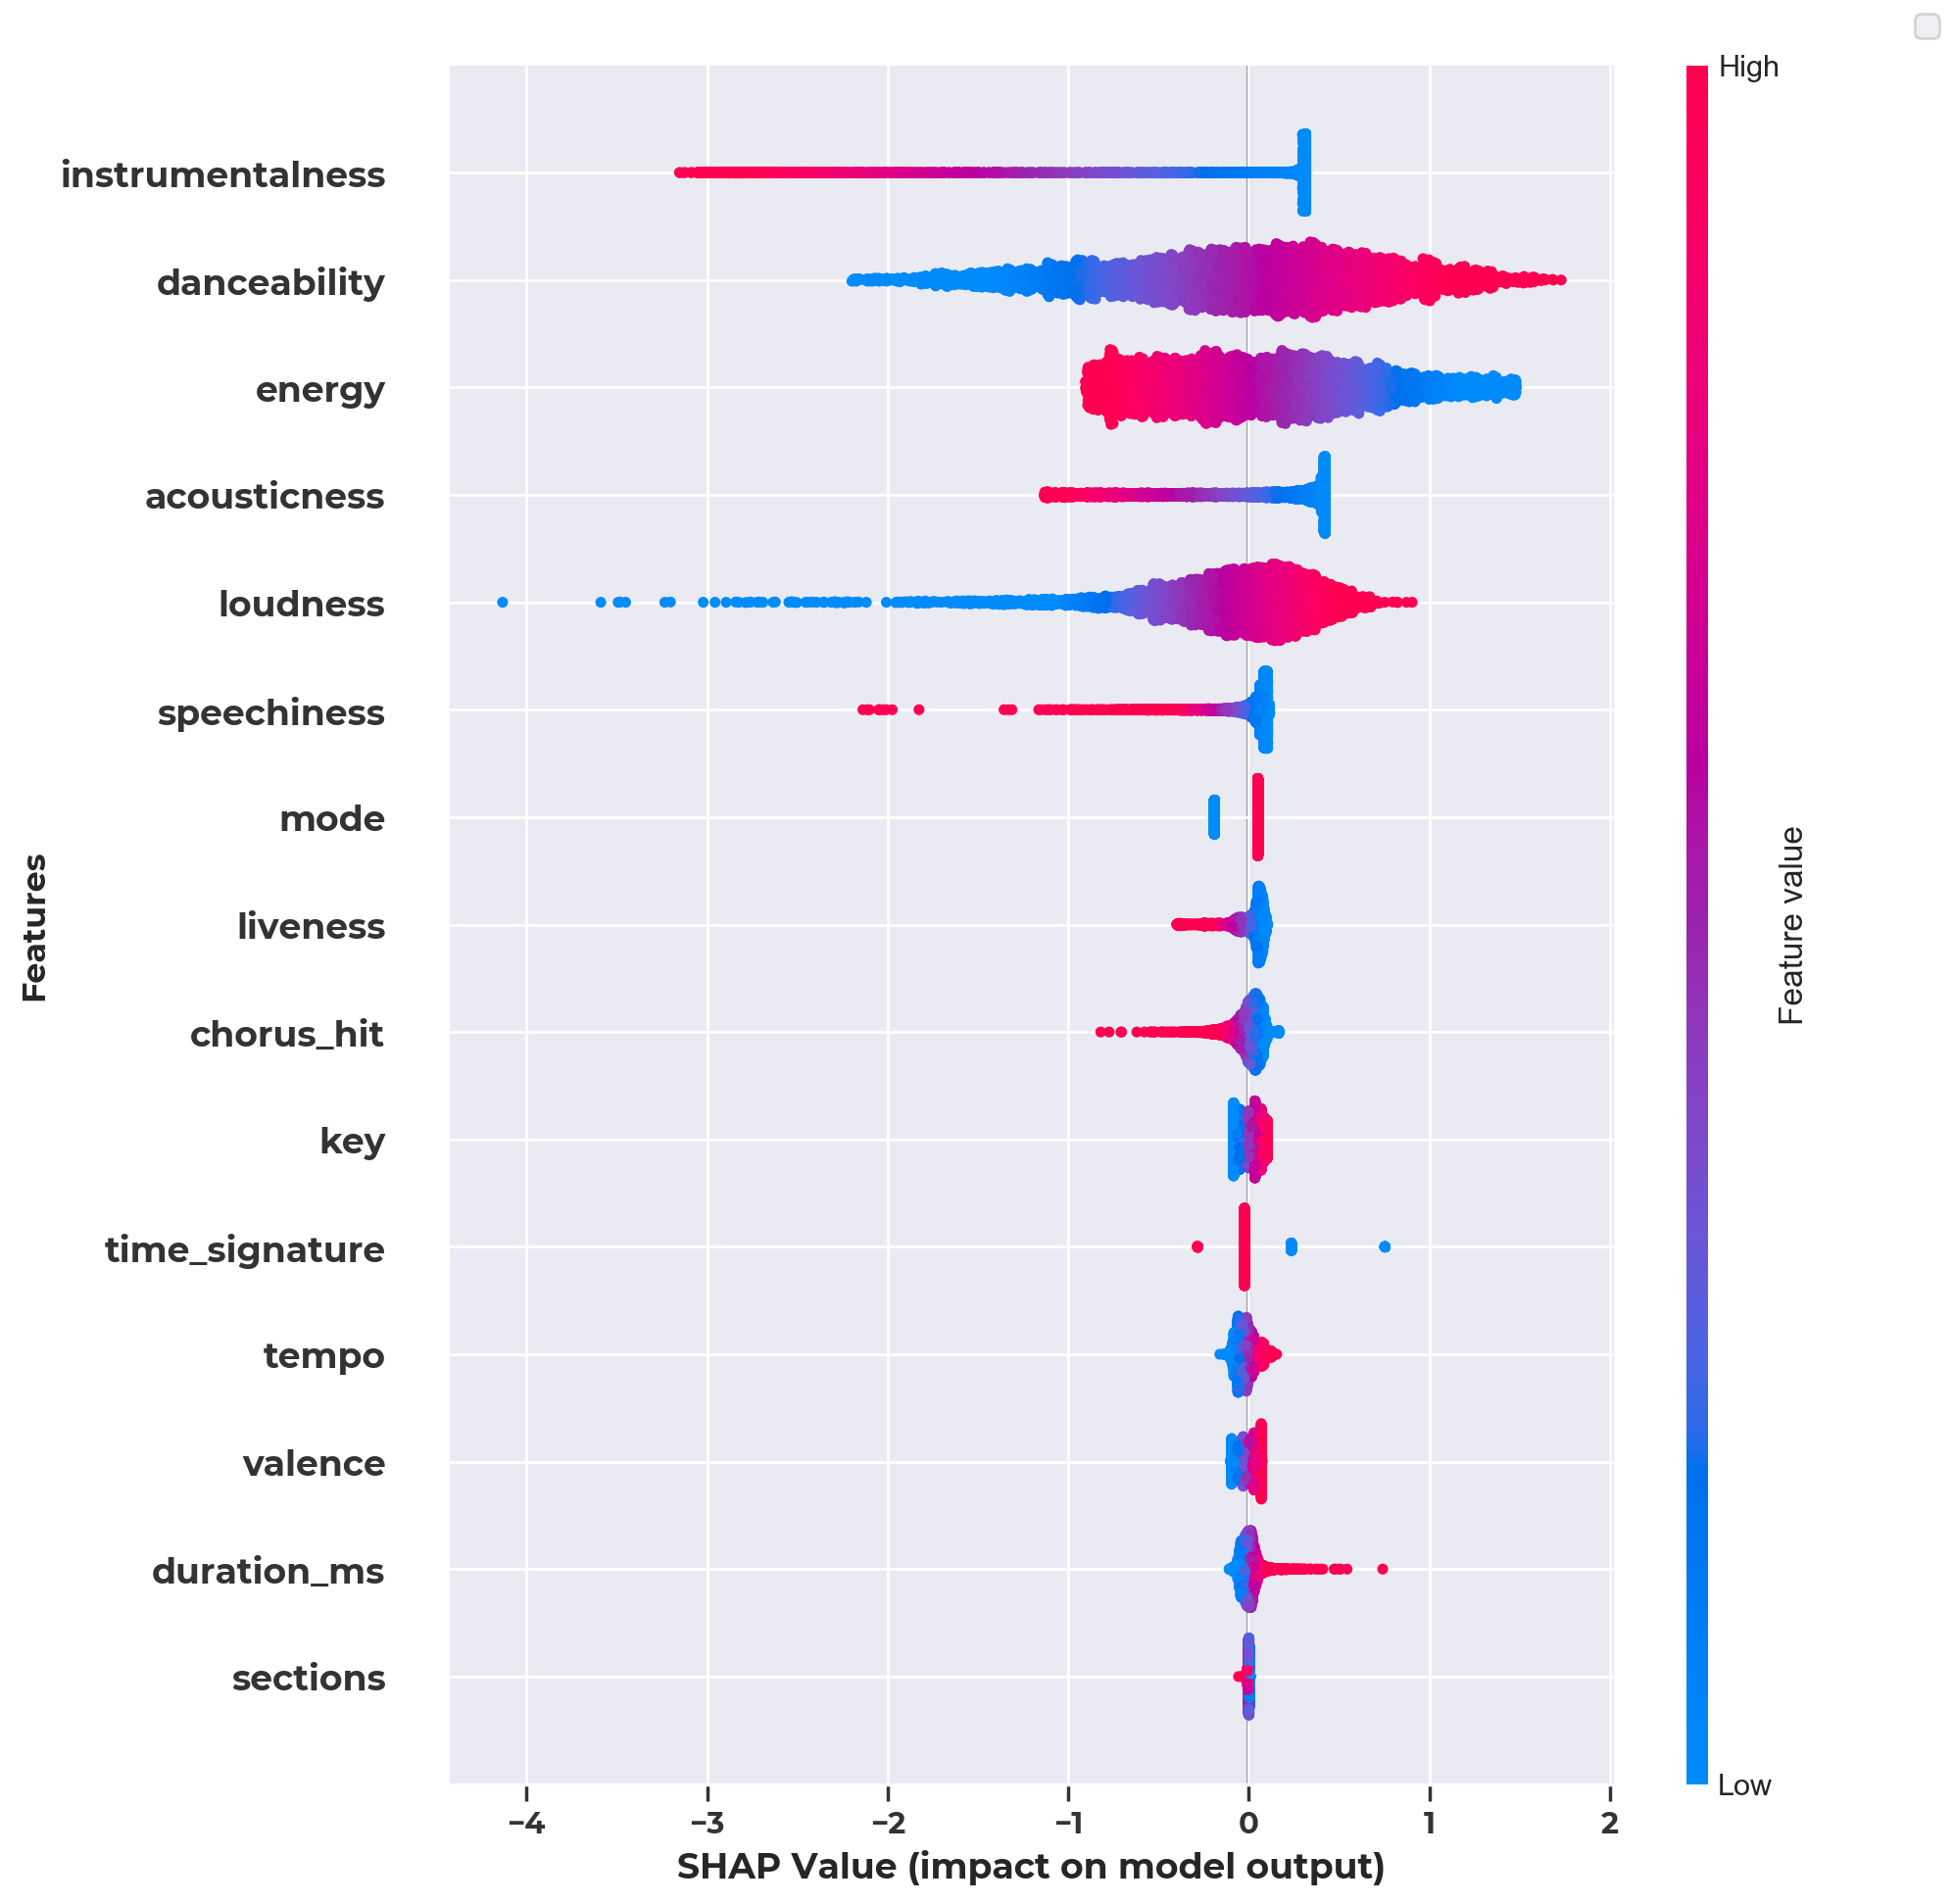 High
instrumentalness
danceability
energy
acousticness
loudness
speechiness
mode
liveness
chorus_hit
key
time_signature
tempo
valence
duration_ms
sections
Features
Feature value
Low
−4 −3 −2 −1 0 1 2
SHAP Value (impact on model output)